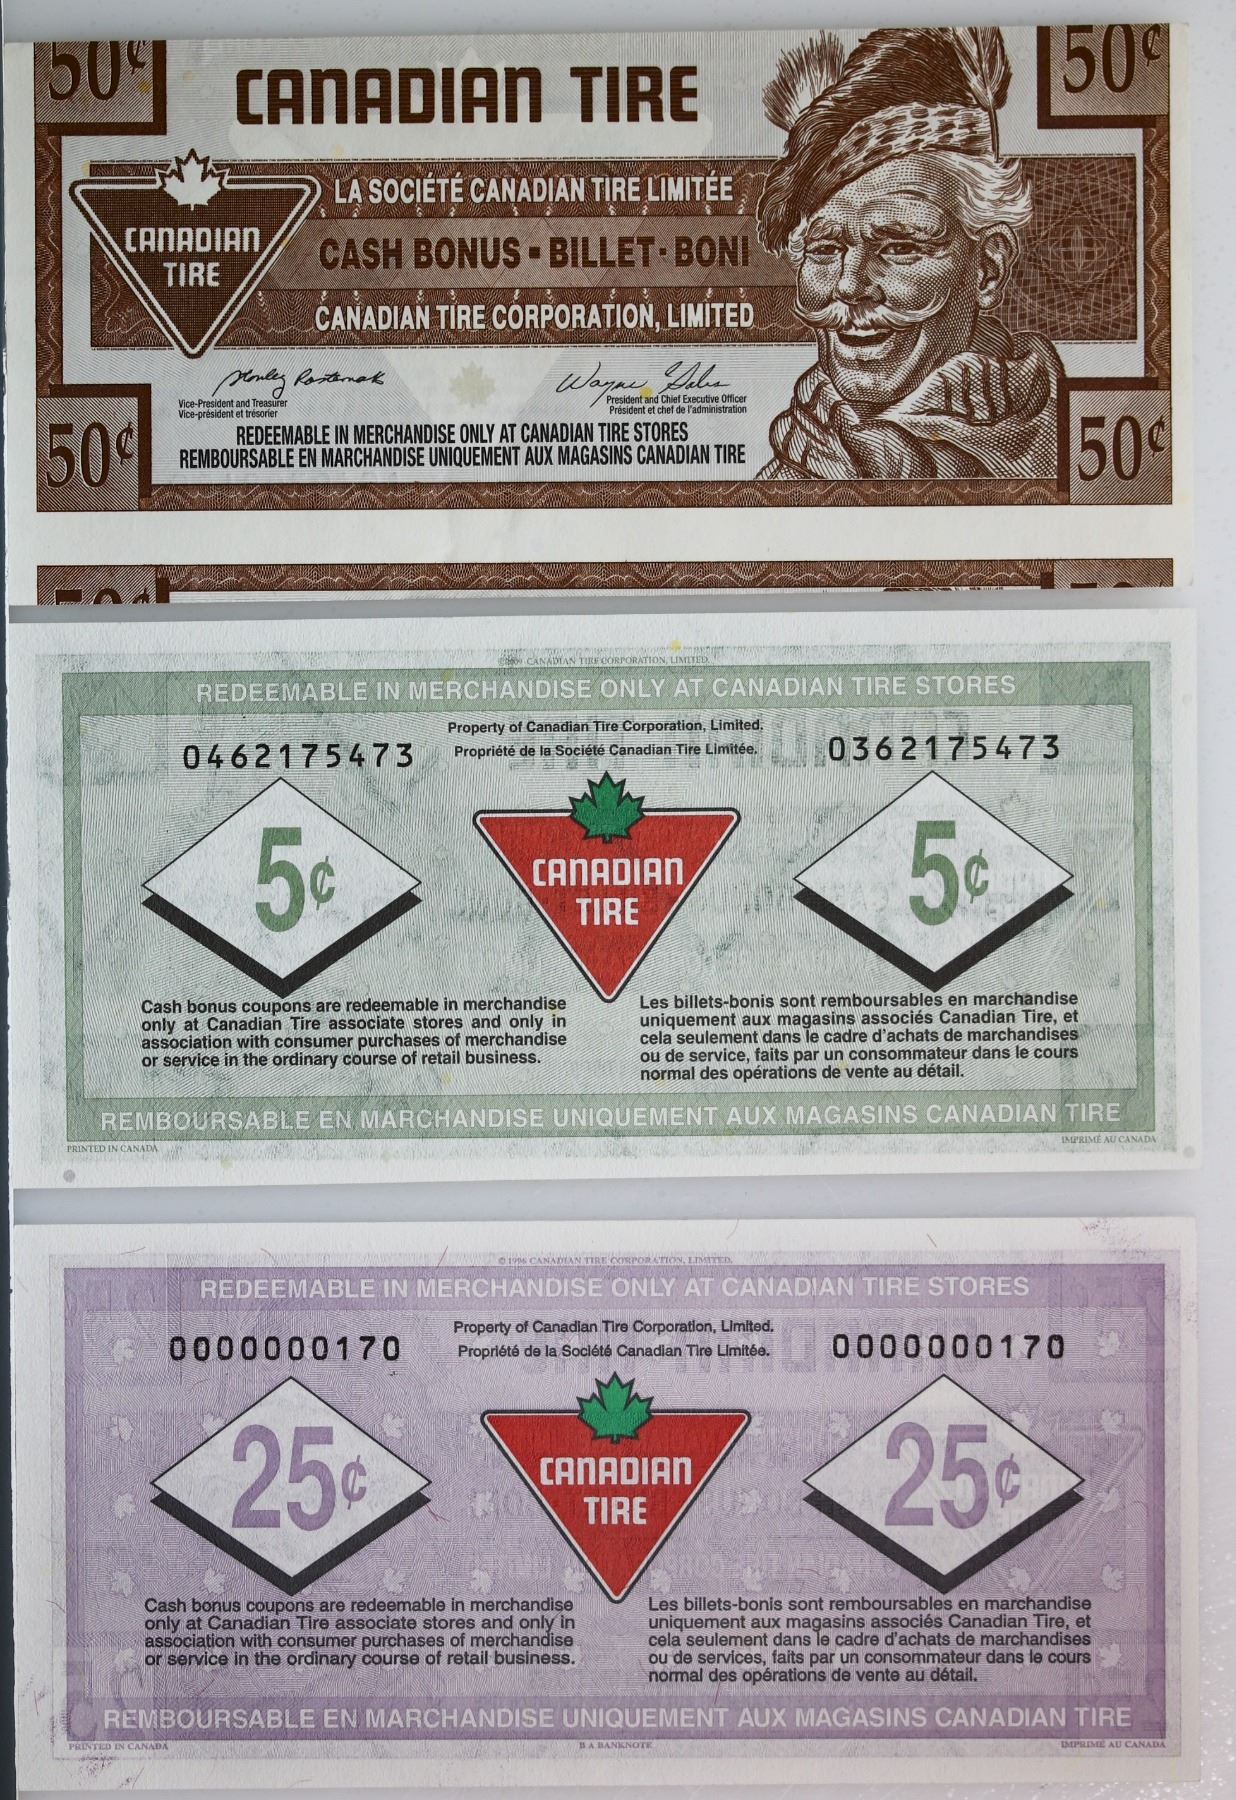 50¢ 50¢
CANADIAN TIRE
LA SOCIÉTÉ CANADIAN TIRE LIMITÉE
CANADIAN
TIRE
CASH BONUS - BILLET - BONI
CANADIAN TIRE CORPORATION, LIMITED
Vice-President and Treasurer
Vice-président et trésorier
Wayne Sales
President and Chief Executive Officer
Président et chef de l'administration
REDEEMABLE IN MERCHANDISE ONLY AT CANADIAN TIRE STORES
REMBOURSABLE EN MARCHANDISE UNIQUEMENT AUX MAGASINS CANADIAN TIRE
50¢ 50¢
CANADIAN TIRE CORPORATION, LIMITED.
REDEEMABLE IN MERCHANDISE ONLY AT CANADIAN TIRE STORES
Property of Canadian Tire Corporation, Limited.
Propriété de la Société Canadian Tire Limitée.
0462175473 0362175473
5¢ 5¢
CANADIAN
TIRE
Cash bonus coupons are redeemable in merchandise
only at Canadian Tire associate stores and only in
association with consumer purchases of merchandise
or service in the ordinary course of retail business.
Les billets-bonis sont remboursables en marchandise
uniquement aux magasins associés Canadian Tire, et
cela seulement dans le cadre d'achats de marchandises
ou de service, faits par un consommateur dans le cours
normal des opérations de vente au détail.
REMBOURSABLE EN MARCHANDISE UNIQUEMENT AUX MAGASINS CANADIAN TIRE
PRINTED IN CANADA IMPRIMÉ AU CANADA
© 1996 CANADIAN TIRE CORPORATION, LIMITED.
REDEEMABLE IN MERCHANDISE ONLY AT CANADIAN TIRE STORES
Property of Canadian Tire Corporation, Limited.
Propriété de la Société Canadian Tire Limitée.
0000000170 0000000170
25¢ 25¢
CANADIAN
TIRE
Cash bonus coupons are redeemable in merchandise
only at Canadian Tire associate stores and only in
association with consumer purchases of merchandise
or service in the ordinary course of retail business.
Les billets-bonis sont remboursables en marchandise
uniquement aux magasins associés Canadian Tire, et
cela seulement dans le cadre d'achats de marchandises
ou de services, faits par un consommateur dans le cours
normal des opérations de vente au détail.
REMBOURSABLE EN MARCHANDISE UNIQUEMENT AUX MAGASINS CANADIAN TIRE
PRINTED IN CANADA B A BANKNOTE IMPRIMÉ AU CANADA